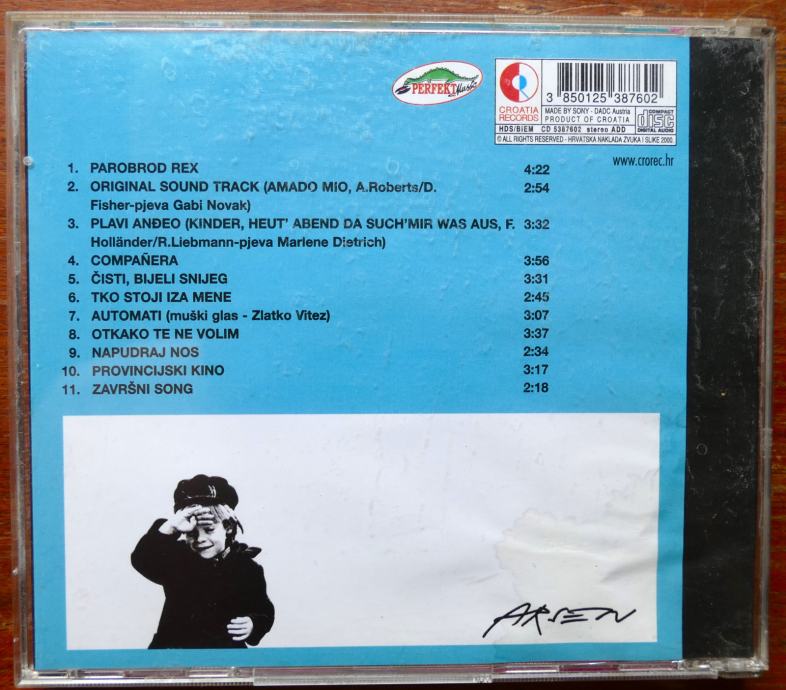 PERFEKT Music
CROATIA
RECORDS
3 850125 387602
MADE BY SONY - DADC Austria
PRODUCT OF CROATIA
COMPACT
disc
DIGITAL AUDIO
HDS/BIEM CD 5387602 stereo ADD
© ALL RIGHTS RESERVED - HRVATSKA NAKLADA ZVUKA I SLIKE 2000.
www.crorec.hr
1. PAROBROD REX 4:22
2. ORIGINAL SOUND TRACK (AMADO MIO, A.Roberts/D. 2:54
Fisher-pjeva Gabi Novak)
3. PLAVI ANĐEO (KINDER, HEUT' ABEND DA SUCH'MIR WAS AUS, F. 3:32
Holländer/R.Liebmann-pjeva Marlene Dietrich)
4. COMPAÑERA 3:56
5. ČISTI, BIJELI SNIJEG 3:31
6. TKO STOJI IZA MENE 2:45
7. AUTOMATI (muški glas - Zlatko Vitez) 3:07
8. OTKAKO TE NE VOLIM 3:37
9. NAPUDRAJ NOS 2:34
10. PROVINCIJSKI KINO 3:17
11. ZAVRŠNI SONG 2:18
ARSEN